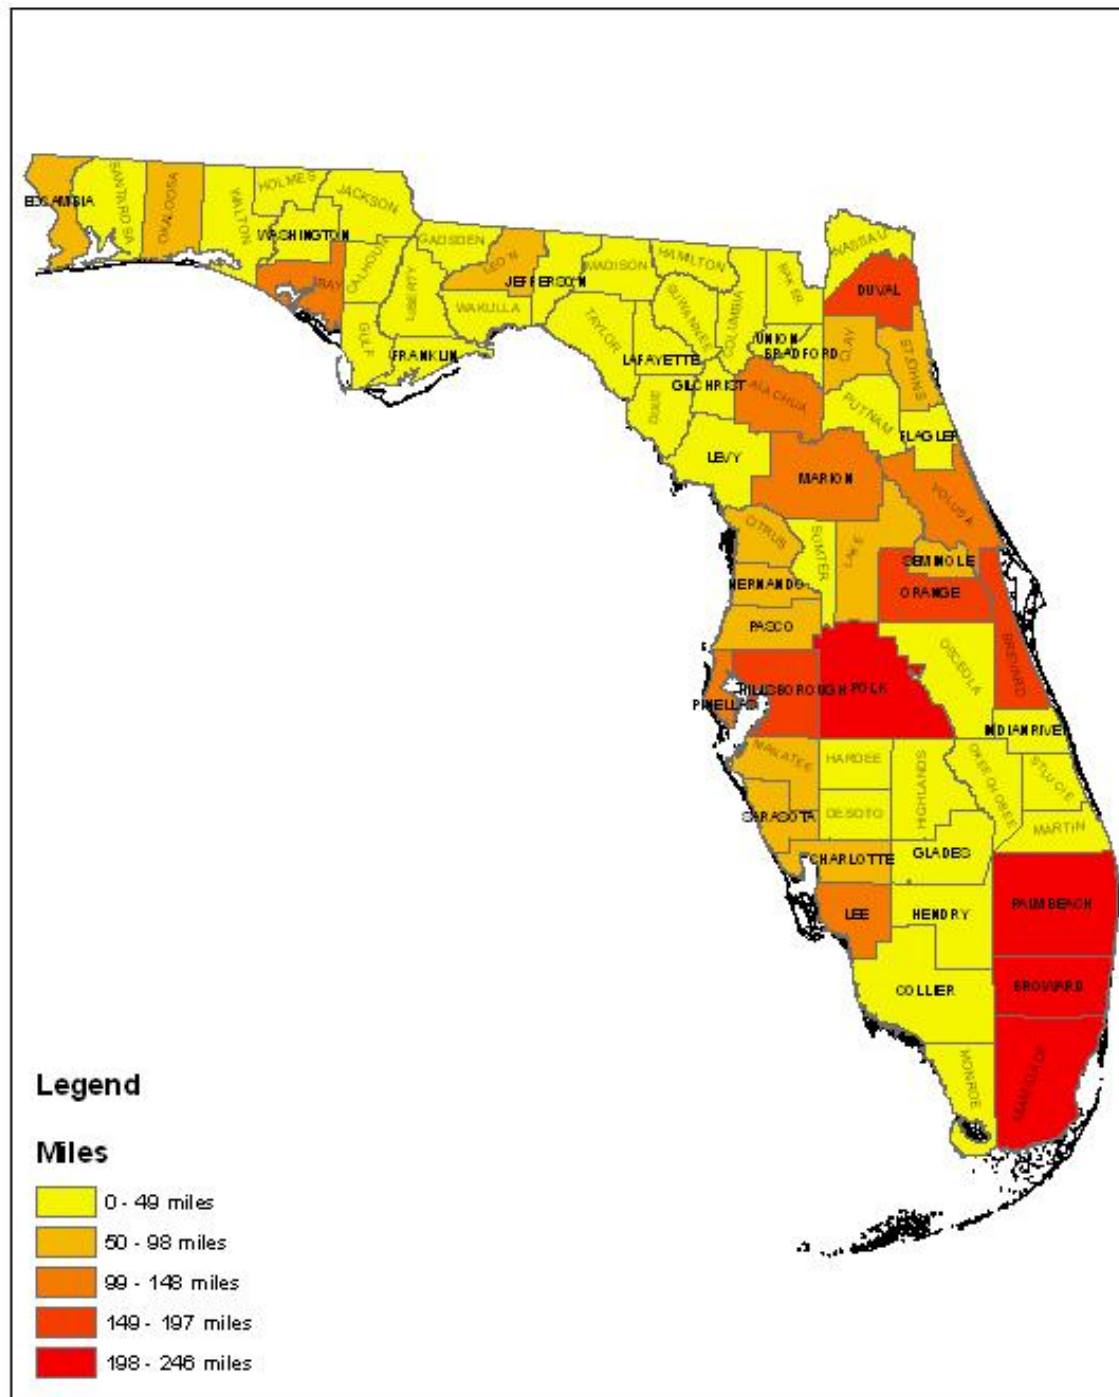 ESCAMBIA
SANTA ROSA
OKALOOSA
WALTON
HOLMES
WASHINGTON
JACKSON
BAY
CALHOUN
GULF
LIBERTY
GADSDEN
FRANKLIN
LEON
WAKULLA
JEFFERSON
MADISON
TAYLOR
HAMILTON
SUWANNEE
LAFAYETTE
DIXIE
COLUMBIA
GILCHRIST
BAKER
UNION
BRADFORD
NASSAU
DUVAL
CLAY
ST JOHNS
ALACHUA
PUTNAM
FLAGLER
LEVY
MARION
VOLUSIA
CITRUS
SUMTER
LAKE
SEMINOLE
HERNANDO
ORANGE
PASCO
BREVARD
OSCEOLA
PINELLAS
HILLSBOROUGH
POLK
INDIAN RIVER
MANATEE
HARDEE
HIGHLANDS
OKEECHOBEE
ST LUCIE
SARASOTA
DESOTO
MARTIN
CHARLOTTE
GLADES
LEE
HENDRY
PALM BEACH
COLLIER
BROWARD
MONROE
Legend
Miles
0 - 49 miles
50 - 98 miles
99 - 148 miles
149 - 197 miles
198 - 246 miles